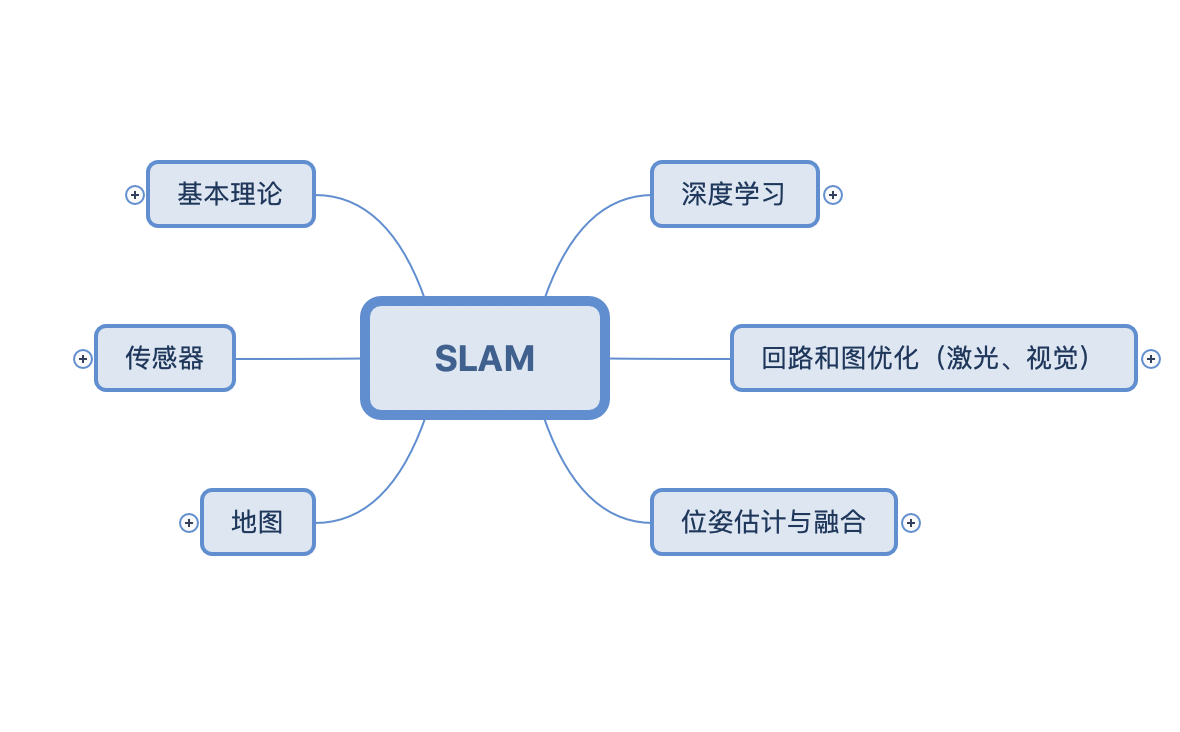 基本理论
深度学习
SLAM
传感器
回路和图优化（激光、视觉）
地图
位姿估计与融合